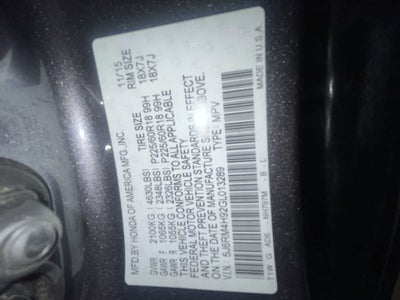 MFD. BY HONDA OF AMERICA MFG.,INC. 11/15
TIRE SIZE RIM SIZE
GVWR 2100KG (4630LBS)
GAWR F 1065KG (2348LBS) P225/60R18 99H 18X7J
GAWR R 1055KG (2326LBS) P225/60R18 99H 18X7J
THIS VEHICLE CONFORMS TO ALL APPLICABLE
FEDERAL MOTOR VEHICLE SAFETY
AND THEFT PREVENTION STANDARDS IN EFFECT
ON THE DATE OF MANUFACTURE SHOWN ABOVE.
V.I.N.: 5J6RM4H92GL013289 TYPE: MPV
T1W G A06 NH797M B - L MADE IN U.S.A